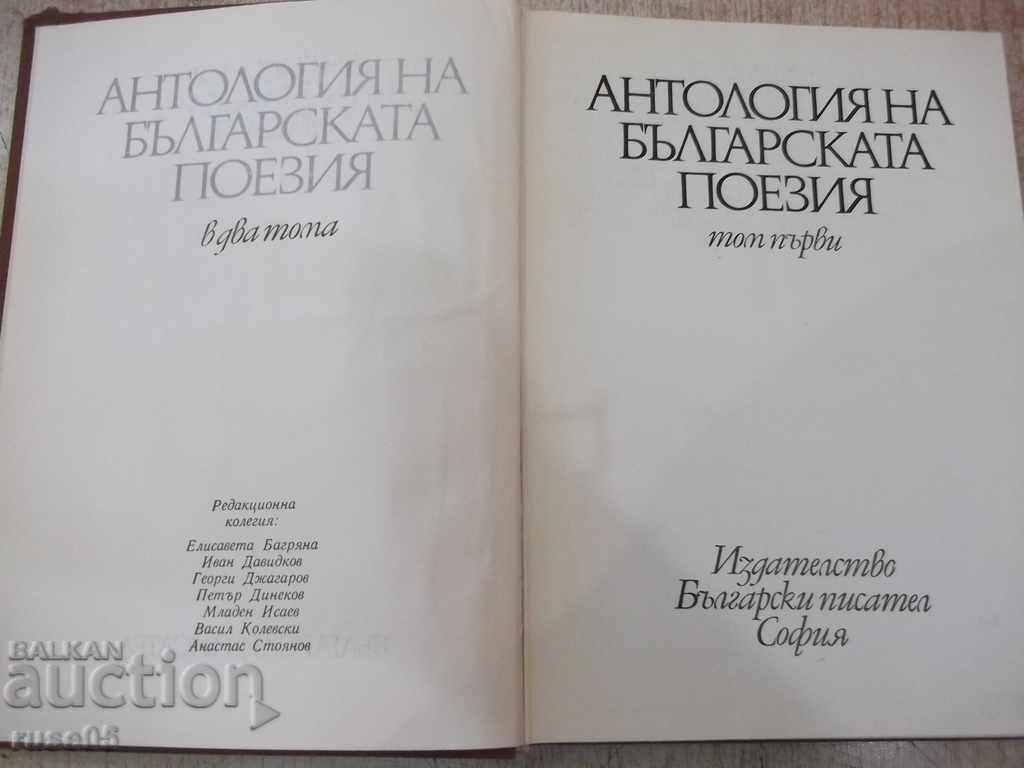 АНТОЛОГИЯ НА
БЪЛГАРСКАТА
ПОЕЗИЯ
в два тома
Редакционна
колегия:
Елисавета Багряна
Иван Давидков
Георги Джагаров
Петър Динеков
Младен Исаев
Васил Колевски
Анастас Стоянов
АНТОЛОГИЯ НА
БЪЛГАРСКАТА
ПОЕЗИЯ
том първи
Издателство
Български писател
София
BALKAN
auction
ruse05